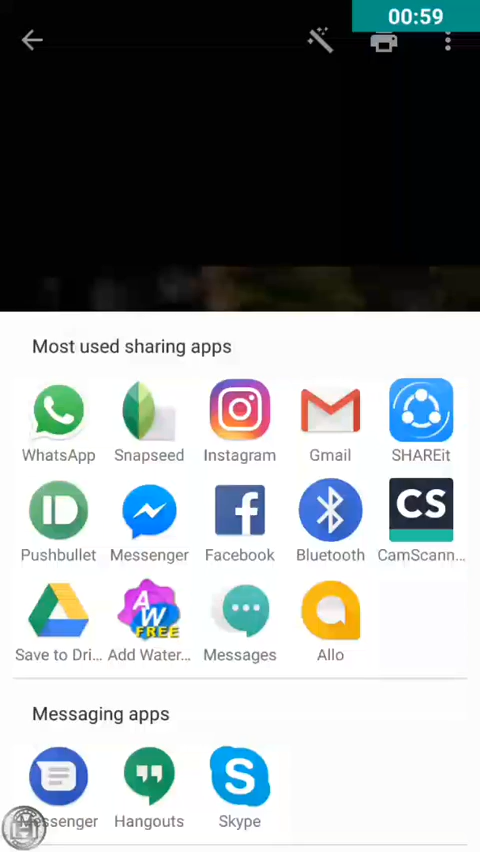 00:59
Most used sharing apps
WhatsApp Snapseed Instagram Gmail SHAREit
CS
Pushbullet Messenger Facebook Bluetooth CamScann...
AW
FREE
Save to Dri... Add Water... Messages Allo
Messaging apps
Messenger Hangouts Skype